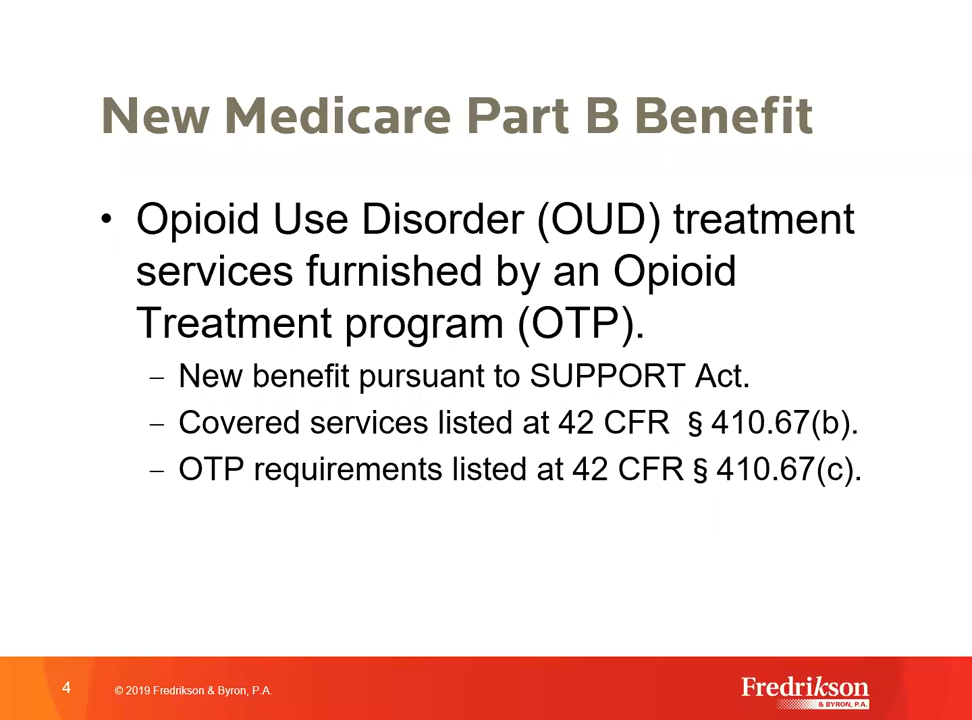 New Medicare Part B Benefit
• Opioid Use Disorder (OUD) treatment
services furnished by an Opioid
Treatment program (OTP).
– New benefit pursuant to SUPPORT Act.
– Covered services listed at 42 CFR § 410.67(b).
– OTP requirements listed at 42 CFR § 410.67(c).
4
© 2019 Fredrikson & Byron, P.A.
Fredrikson
& BYRON, P.A.